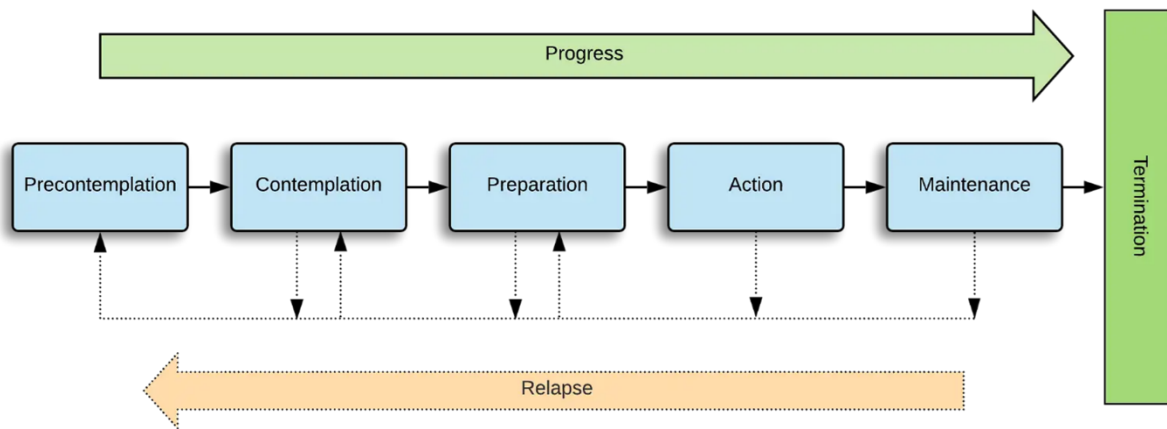 Progress
Precontemplation
Contemplation
Preparation
Action
Maintenance
Termination
Relapse